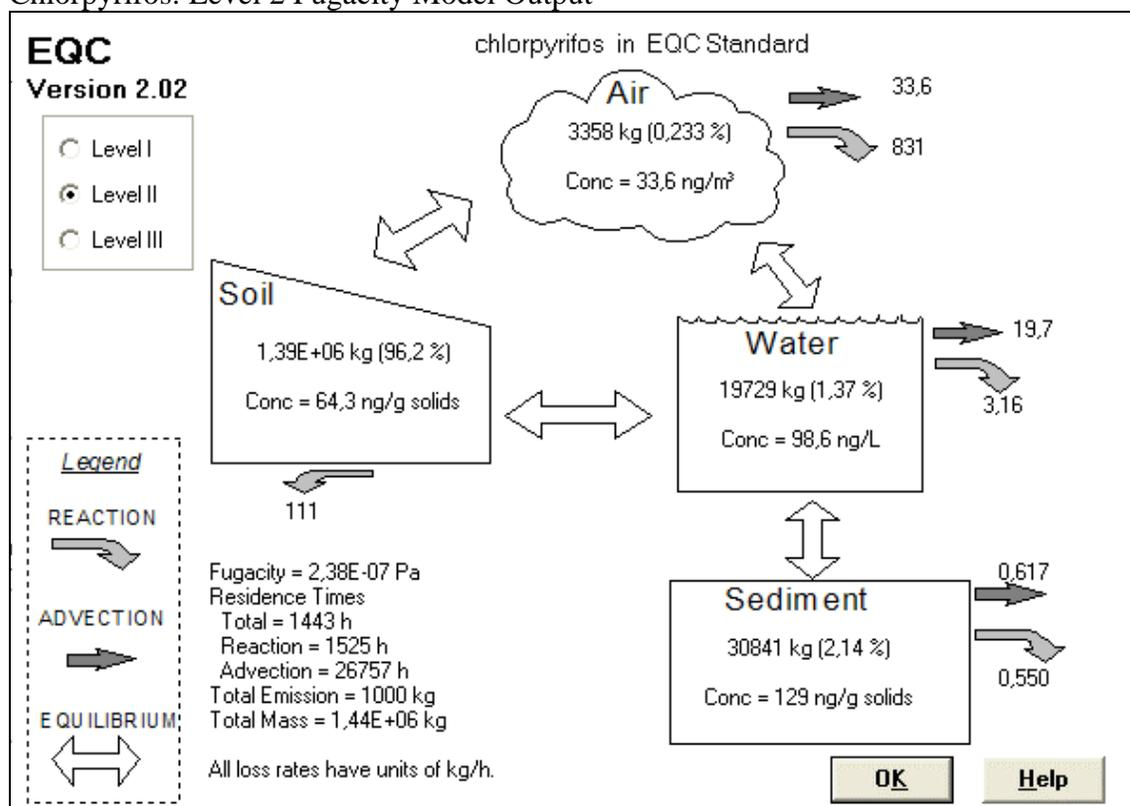 Chlorpyrifos: Level 2 Fugacity Model Output
EQC
Version 2.02
chlorpyrifos in EQC Standard
Level I
Level II
Level III
Air
3358 kg (0,233 %)
Conc = 33,6 ng/m³
33,6
831
Soil
1,39E+06 kg (96,2 %)
Conc = 64,3 ng/g solids
111
Water
19729 kg (1,37 %)
Conc = 98,6 ng/L
19,7
3,16
Legend
REACTION
ADVECTION
EQUILIBRIUM
Fugacity = 2,38E-07 Pa
Residence Times
Total = 1443 h
Reaction = 1525 h
Advection = 26757 h
Total Emission = 1000 kg
Total Mass = 1,44E+06 kg
All loss rates have units of kg/h.
Sediment
30841 kg (2,14 %)
Conc = 129 ng/g solids
0,617
0,550
OK
Help